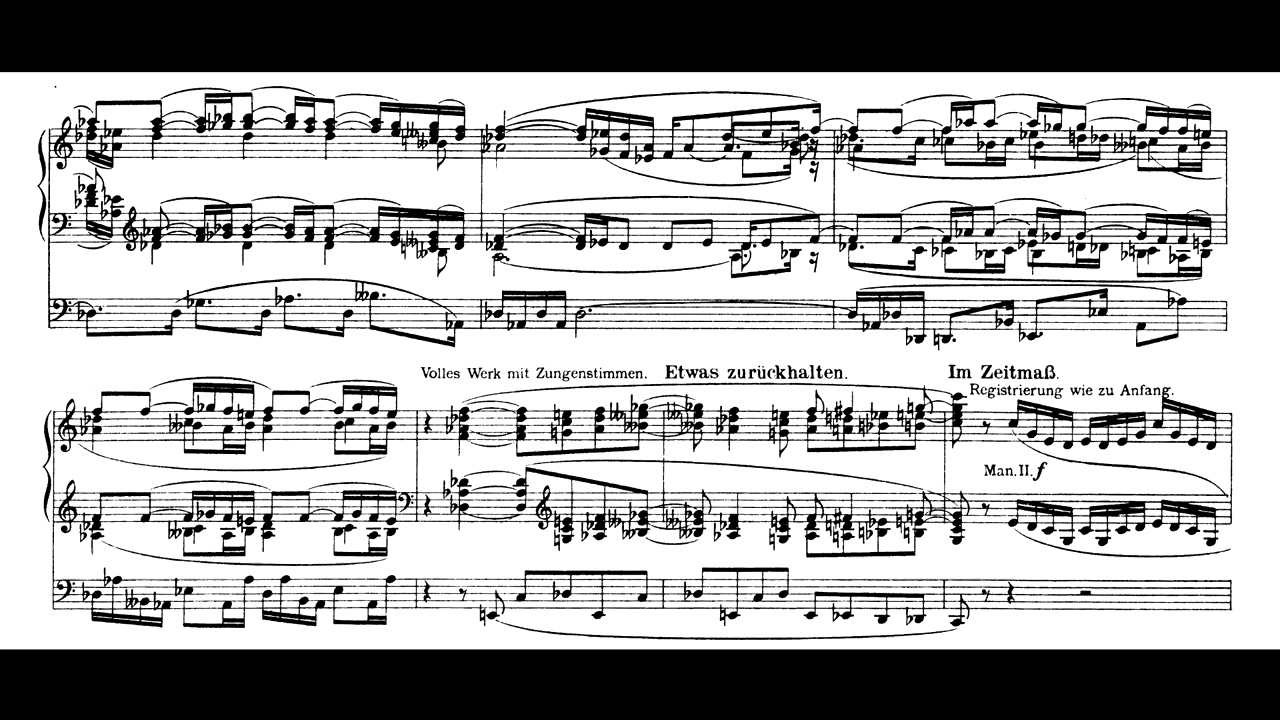 Volles Werk mit Zungenstimmen. Etwas zurückhalten. Im Zeitmaß.
Registrierung wie zu Anfang.
Man. II. f